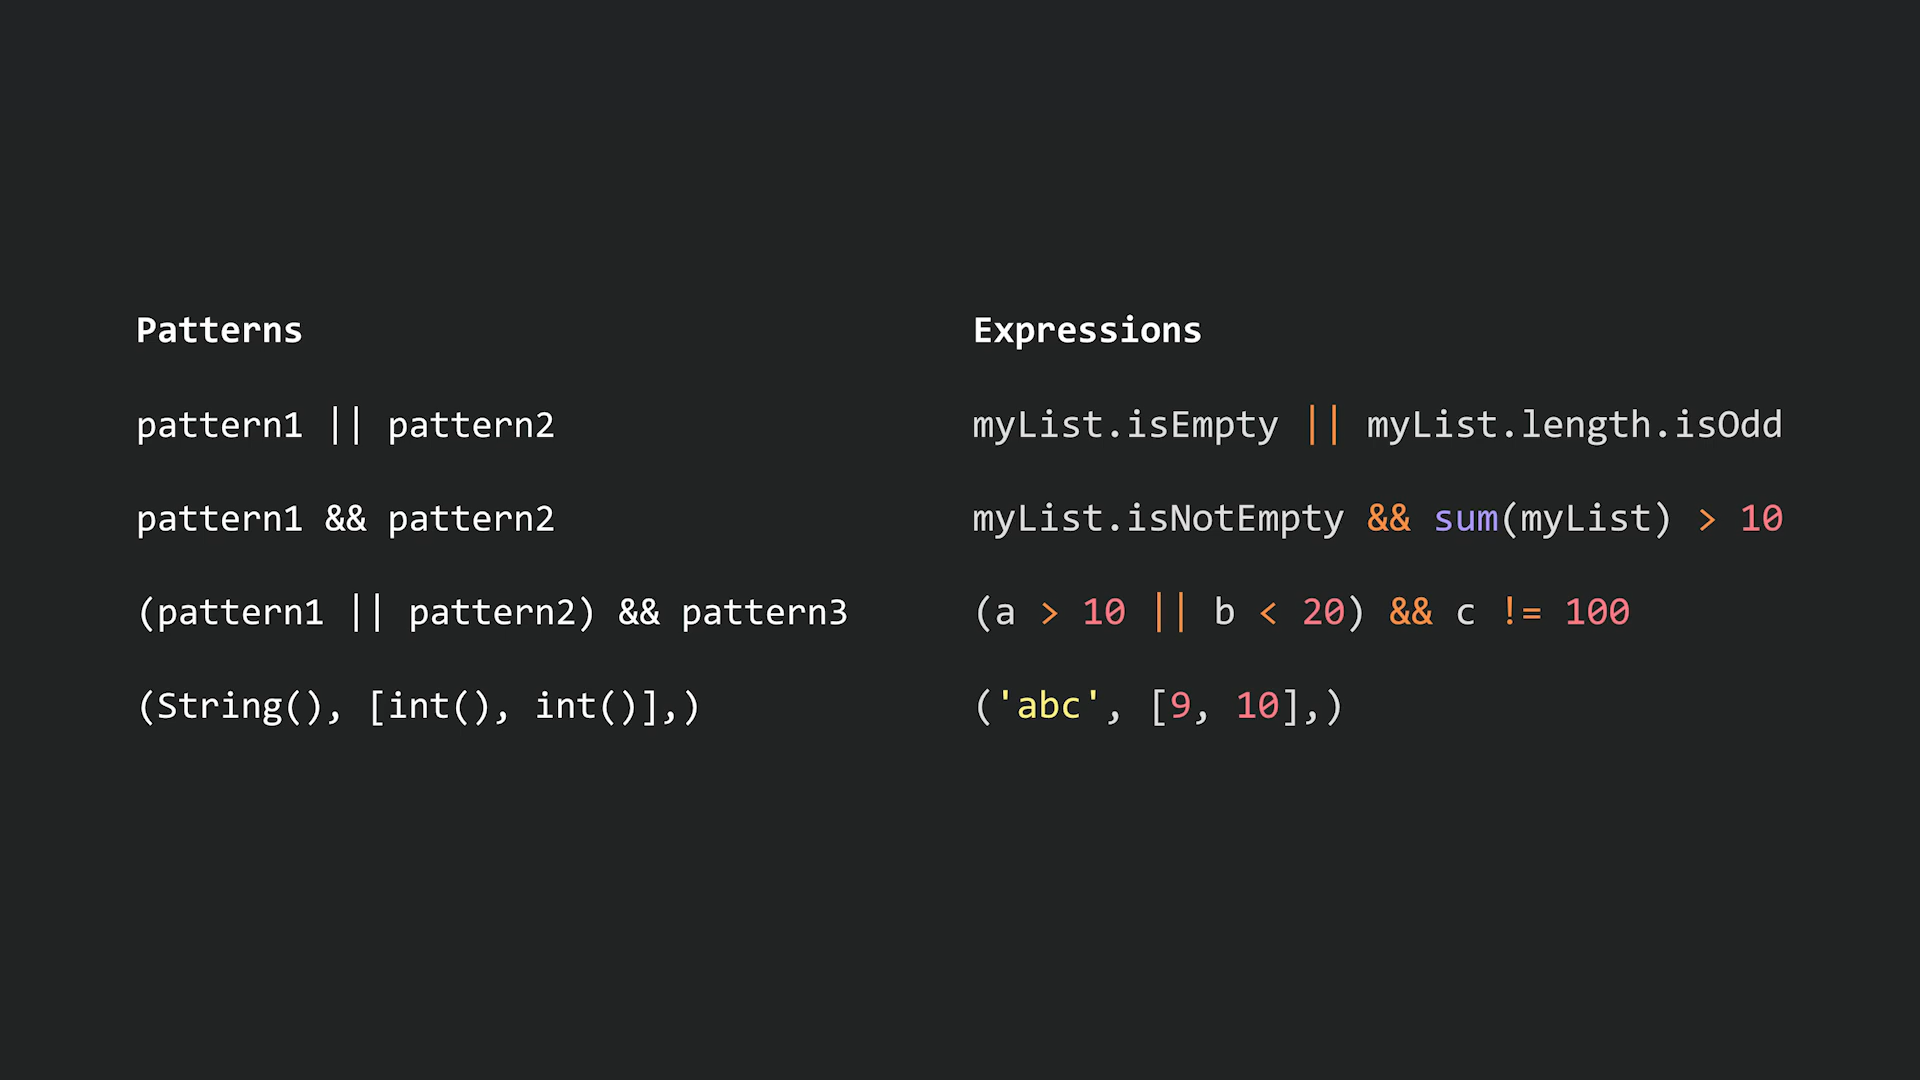 Patterns
Expressions
pattern1 || pattern2
myList.isEmpty || myList.length.isOdd
pattern1 && pattern2
myList.isNotEmpty && sum(myList) > 10
(pattern1 || pattern2) && pattern3
(a > 10 || b < 20) && c != 100
(String(), [int(), int()],)
('abc', [9, 10],)